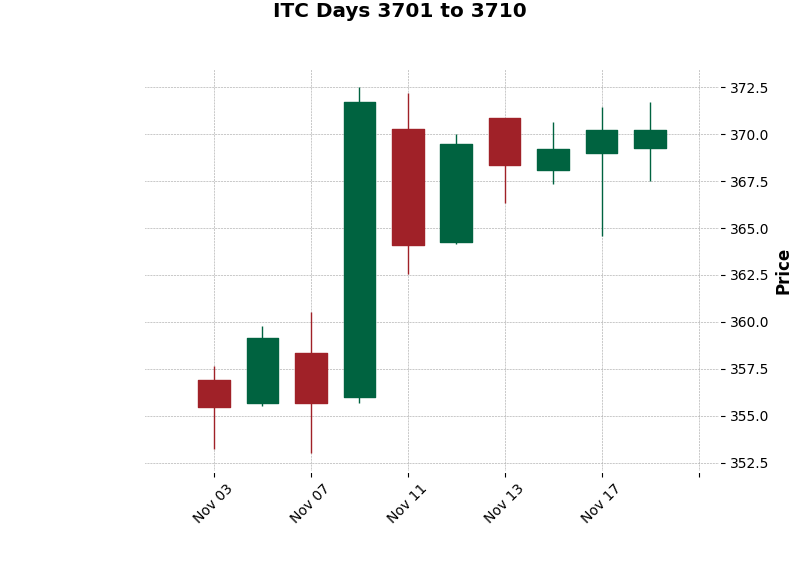 ITC Days 3701 to 3710
372.5
370.0
367.5
365.0
362.5
360.0
357.5
355.0
352.5
Price
Nov 03
Nov 07
Nov 11
Nov 13
Nov 17